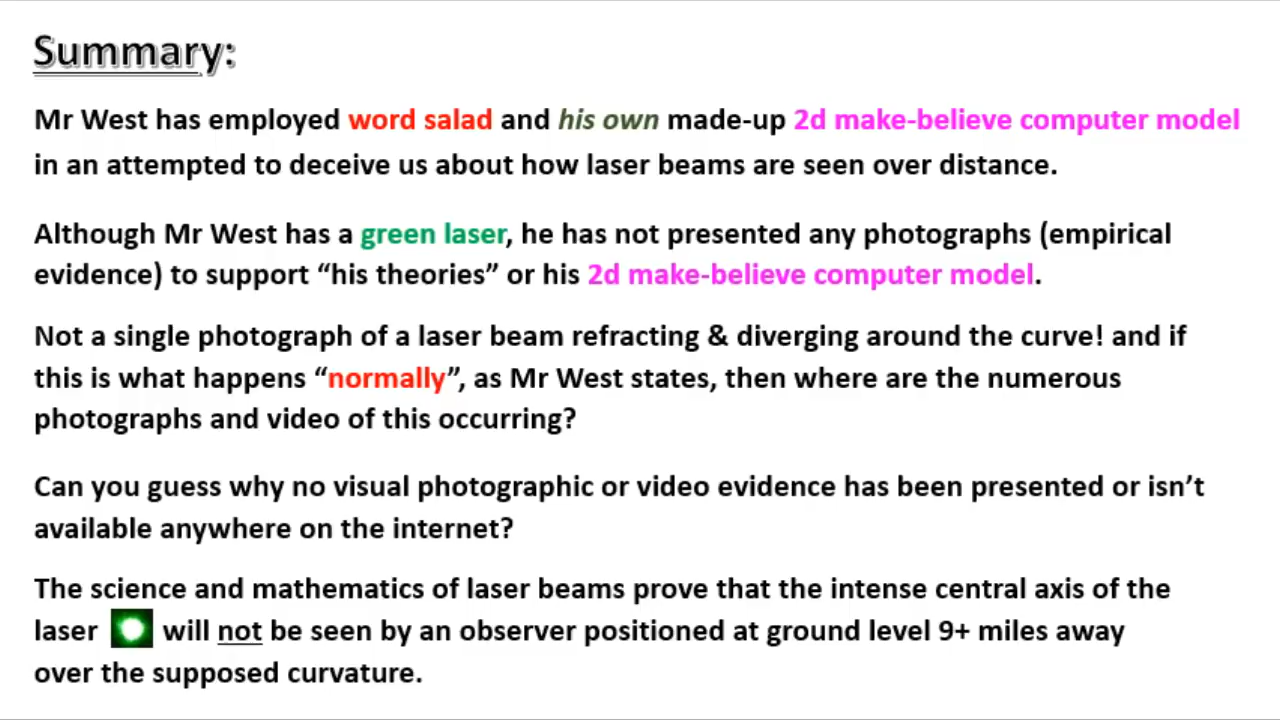 Summary:
Mr West has employed word salad and his own made-up 2d make-believe computer model
in an attempted to deceive us about how laser beams are seen over distance.
Although Mr West has a green laser, he has not presented any photographs (empirical
evidence) to support “his theories” or his 2d make-believe computer model.
Not a single photograph of a laser beam refracting & diverging around the curve! and if
this is what happens “normally”, as Mr West states, then where are the numerous
photographs and video of this occurring?
Can you guess why no visual photographic or video evidence has been presented or isn’t
available anywhere on the internet?
The science and mathematics of laser beams prove that the intense central axis of the
laser will not be seen by an observer positioned at ground level 9+ miles away
over the supposed curvature.